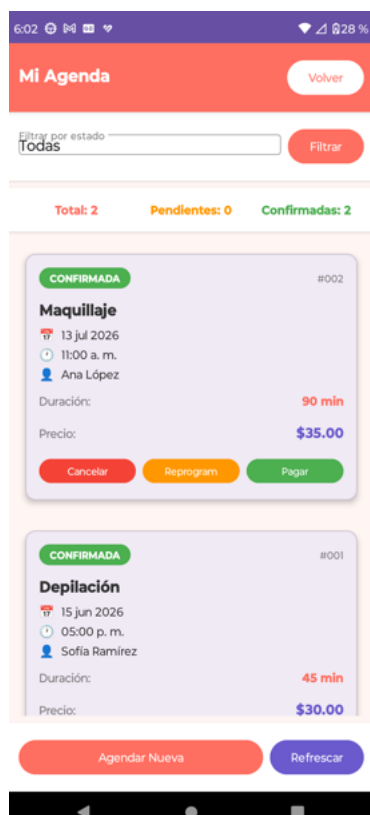 6:02 28 %
Mi Agenda Volver
Filtrar por estado
Todas Filtrar
Total: 2 Pendientes: 0 Confirmadas: 2
CONFIRMADA #002
Maquillaje
13 jul 2026
11:00 a. m.
Ana López
Duración: 90 min
Precio: $35.00
Cancelar Reprogram Pagar
CONFIRMADA #001
Depilación
15 jun 2026
05:00 p. m.
Sofía Ramírez
Duración: 45 min
Precio: $30.00
Agendar Nueva Refrescar